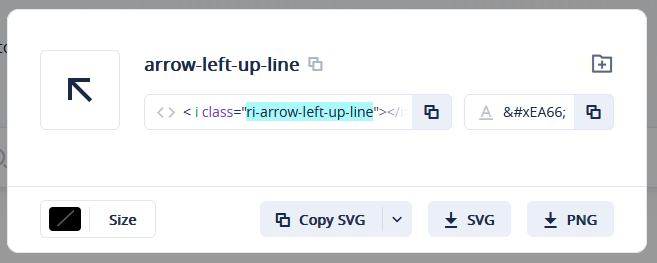 arrow-left-up-line
< i class="ri-arrow-left-up-line"></i
&#xEA66;
Size
Copy SVG
SVG
PNG